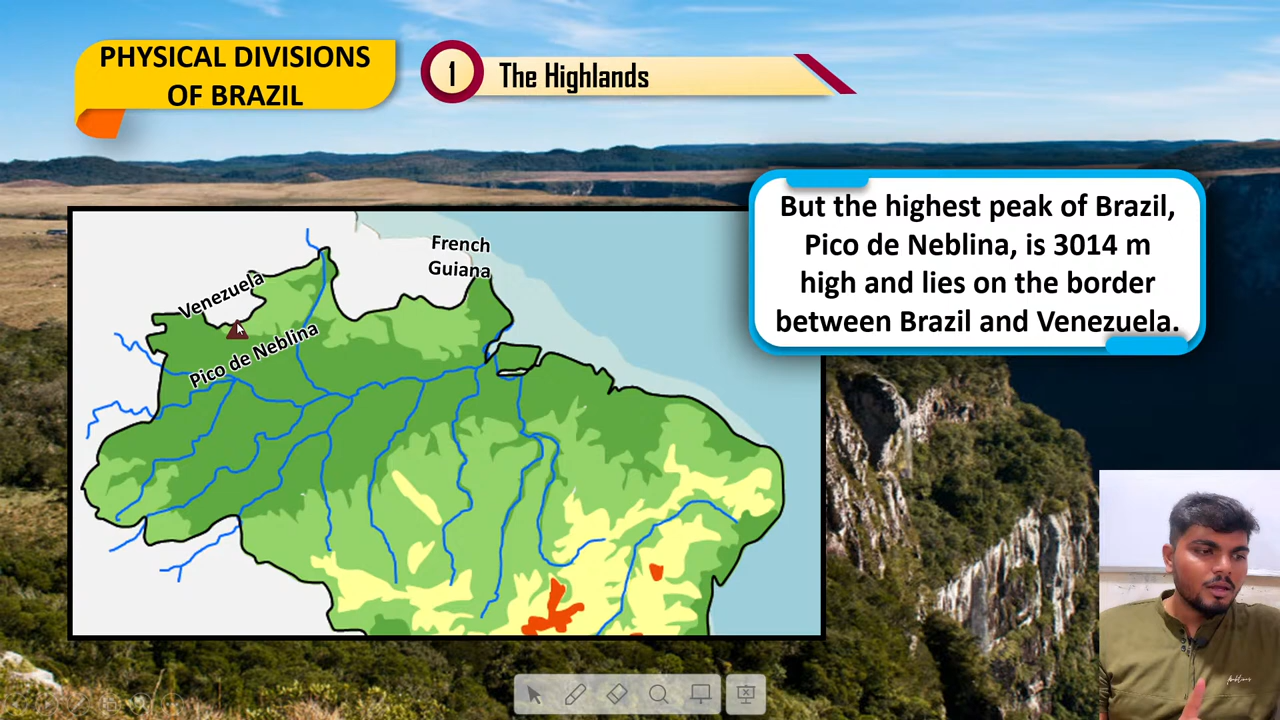 PHYSICAL DIVISIONS
OF BRAZIL
1
The Highlands
But the highest peak of Brazil,
Pico de Neblina, is 3014 m
high and lies on the border
between Brazil and Venezuela.
French
Guiana
Venezuela
Pico de Neblina